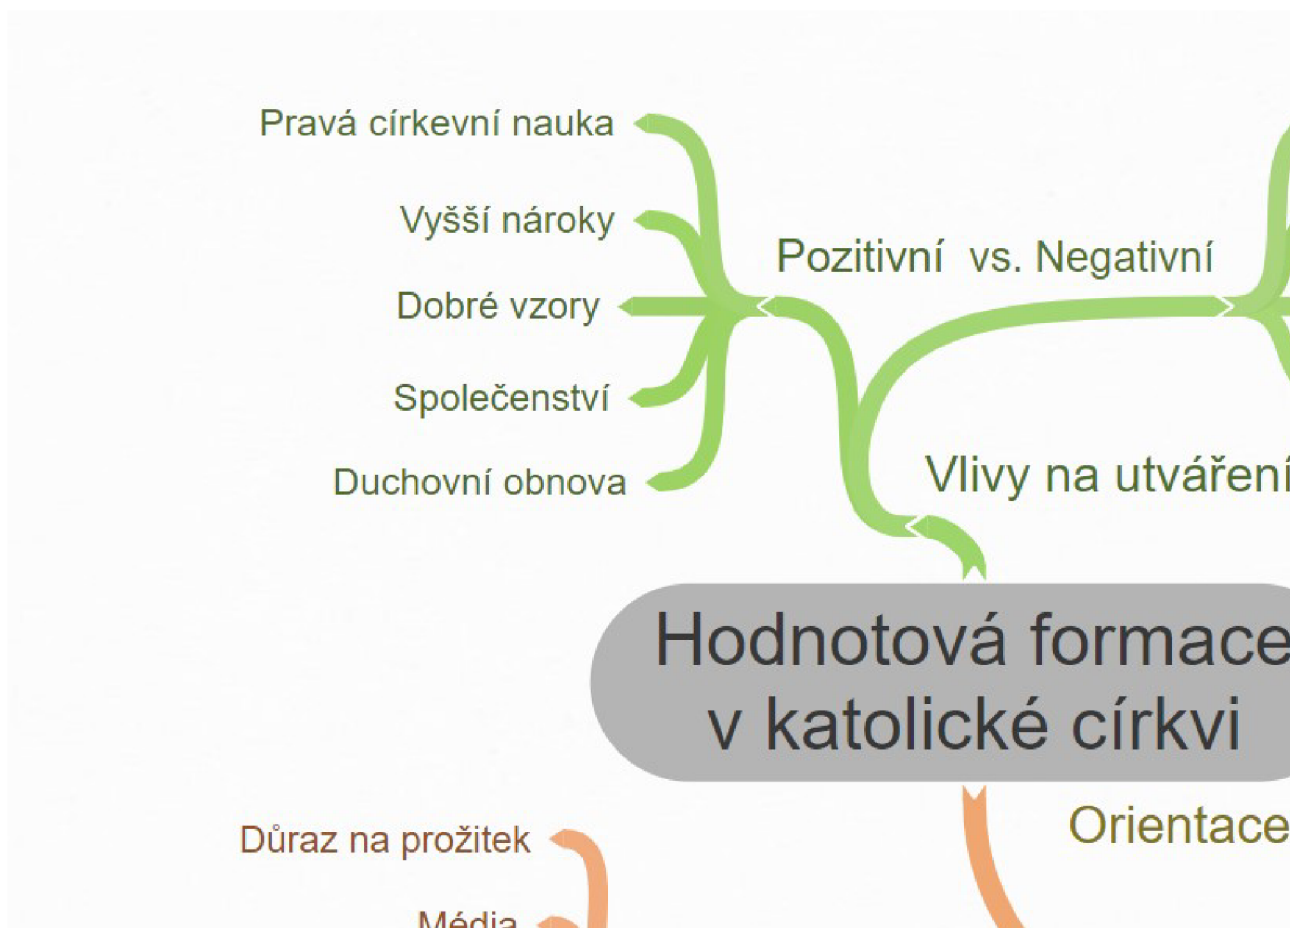 Pravá církevní nauka
Vyšší nároky
Pozitivní vs. Negativní
Dobré vzory
Společenství
Duchovní obnova
Vlivy na utváření
Hodnotová formace
v katolické církvi
Orientace
Důraz na prožitek
Média